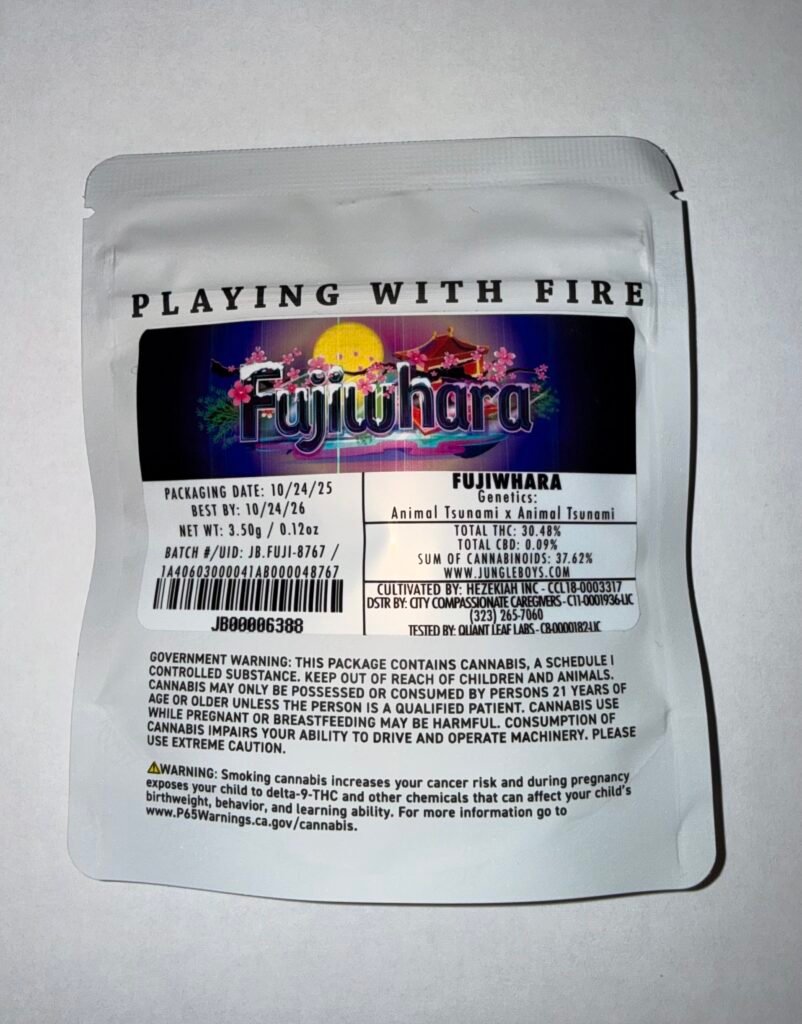 PLAYING WITH FIRE
Fujiwhara
PACKAGING DATE: 10/24/25
BEST BY: 10/24/26
NET WT: 3.50g / 0.12oz
BATCH #/UID: JB.FUJI-8767 /
1A40603000041AB000048767
JB00006388
FUJIWHARA
Genetics:
Animal Tsunami x Animal Tsunami
TOTAL THC: 30.48%
TOTAL CBD: 0.09%
SUM OF CANNABINOIDS: 37.62%
WWW.JUNGLEBOYS.COM
CULTIVATED BY: HEZEKIAH INC - CCL18-0003317
DSTR BY: CITY COMPASSIONATE CAREGIVERS - C11-0001936-LIC
(323) 265-7060
TESTED BY: QUANT LEAF LABS - C8-0000182-LIC
GOVERNMENT WARNING: THIS PACKAGE CONTAINS CANNABIS, A SCHEDULE I
CONTROLLED SUBSTANCE. KEEP OUT OF REACH OF CHILDREN AND ANIMALS.
CANNABIS MAY ONLY BE POSSESSED OR CONSUMED BY PERSONS 21 YEARS OF
AGE OR OLDER UNLESS THE PERSON IS A QUALIFIED PATIENT. CANNABIS USE
WHILE PREGNANT OR BREASTFEEDING MAY BE HARMFUL. CONSUMPTION OF
CANNABIS IMPAIRS YOUR ABILITY TO DRIVE AND OPERATE MACHINERY. PLEASE
USE EXTREME CAUTION.
⚠WARNING: Smoking cannabis increases your cancer risk and during pregnancy
exposes your child to delta-9-THC and other chemicals that can affect your child's
birthweight, behavior, and learning ability. For more information go to
www.P65Warnings.ca.gov/cannabis.